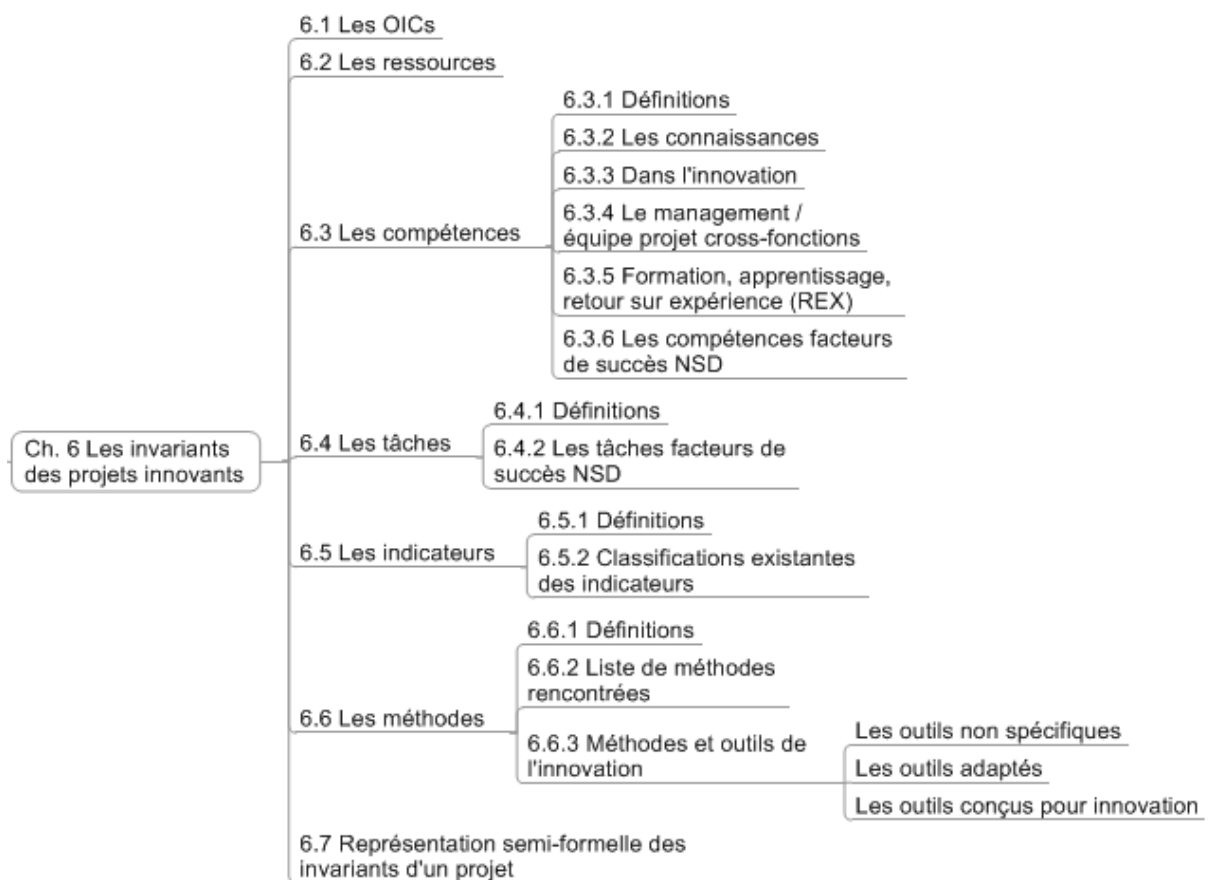 6.1 Les OICs
6.2 Les ressources
6.3.1 Définitions
6.3.2 Les connaissances
6.3.3 Dans l'innovation
6.3.4 Le management /
équipe projet cross-fonctions
6.3 Les compétences
6.3.5 Formation, apprentissage,
retour sur expérience (REX)
6.3.6 Les compétences facteurs
de succès NSD
6.4.1 Définitions
Ch. 6 Les invariants
des projets innovants
6.4 Les tâches
6.4.2 Les tâches facteurs de
succès NSD
6.5.1 Définitions
6.5 Les indicateurs
6.5.2 Classifications existantes
des indicateurs
6.6.1 Définitions
6.6.2 Liste de méthodes
rencontrées
6.6 Les méthodes
6.6.3 Méthodes et outils de
l'innovation
Les outils non spécifiques
Les outils adaptés
Les outils conçus pour innovation
6.7 Représentation semi-formelle des
invariants d'un projet